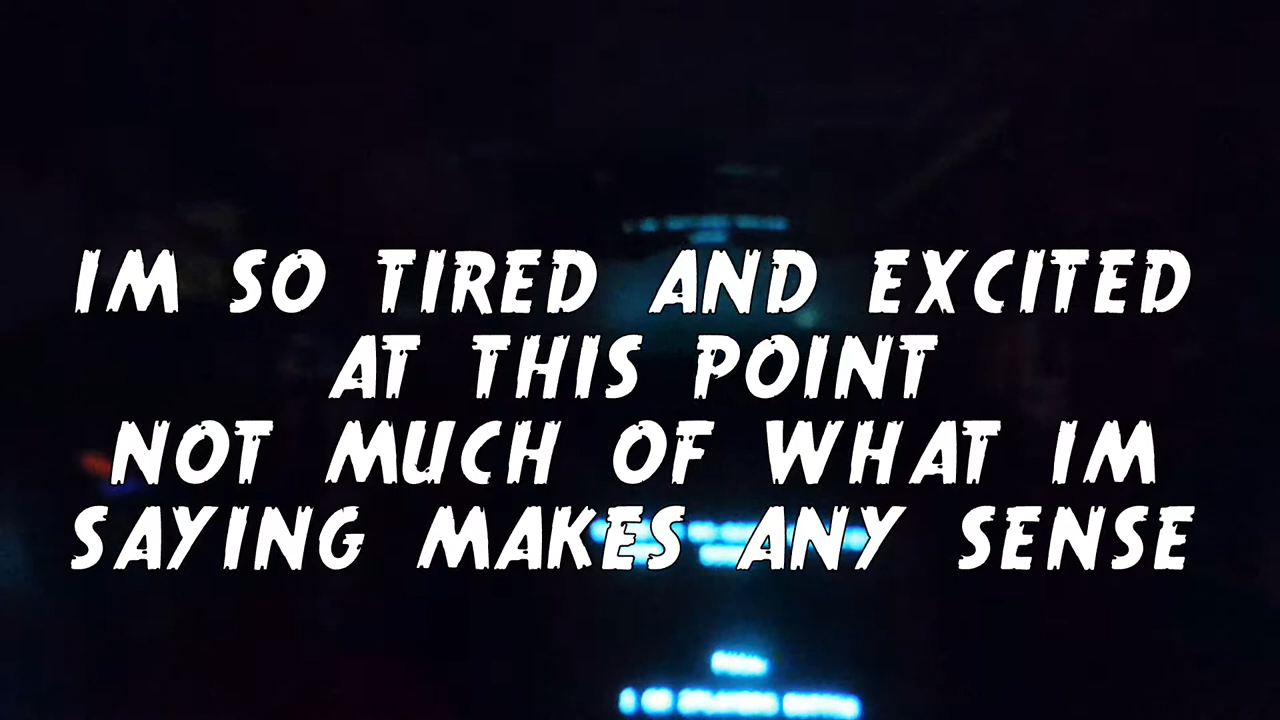 IM SO TIRED AND EXCITED
AT THIS POINT
NOT MUCH OF WHAT IM
SAYING MAKES ANY SENSE